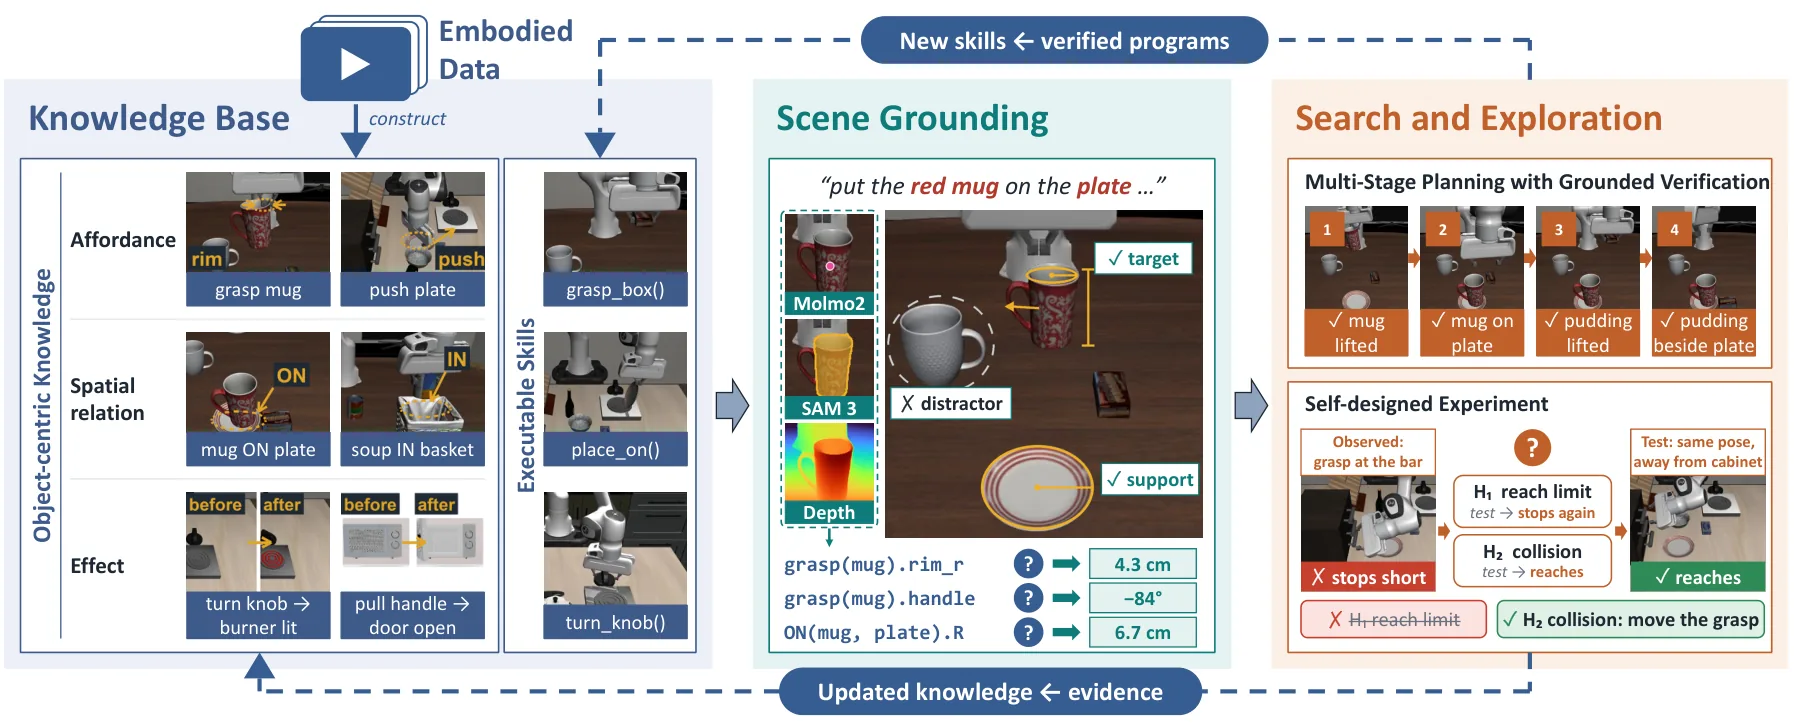 Embodied
Data
New skills ← verified programs
construct
Knowledge Base
Object-centric Knowledge
Affordance
rim
grasp mug
push
push plate
Spatial
relation
ON
mug ON plate
IN
soup IN basket
Effect
before
after
turn knob →
burner lit
before
after
pull handle →
door open
Executable Skills
grasp_box()
place_on()
turn_knob()
Scene Grounding
“put the red mug on the plate ...”
Molmo2
SAM 3
Depth
✓ target
✗ distractor
✓ support
grasp(mug).rim_r ? 4.3 cm
grasp(mug).handle ? −84°
ON(mug, plate).R ? 6.7 cm
Search and Exploration
Multi-Stage Planning with Grounded Verification
1
✓ mug
lifted
2
✓ mug on
plate
3
✓ pudding
lifted
4
✓ pudding
beside plate
Self-designed Experiment
Observed:
grasp at the bar
✗ stops short
?
H₁ reach limit
test → stops again
H₂ collision
test → reaches
Test: same pose,
away from cabinet
✓ reaches
✗ H₁ reach limit
✓ H₂ collision: move the grasp
Updated knowledge ← evidence